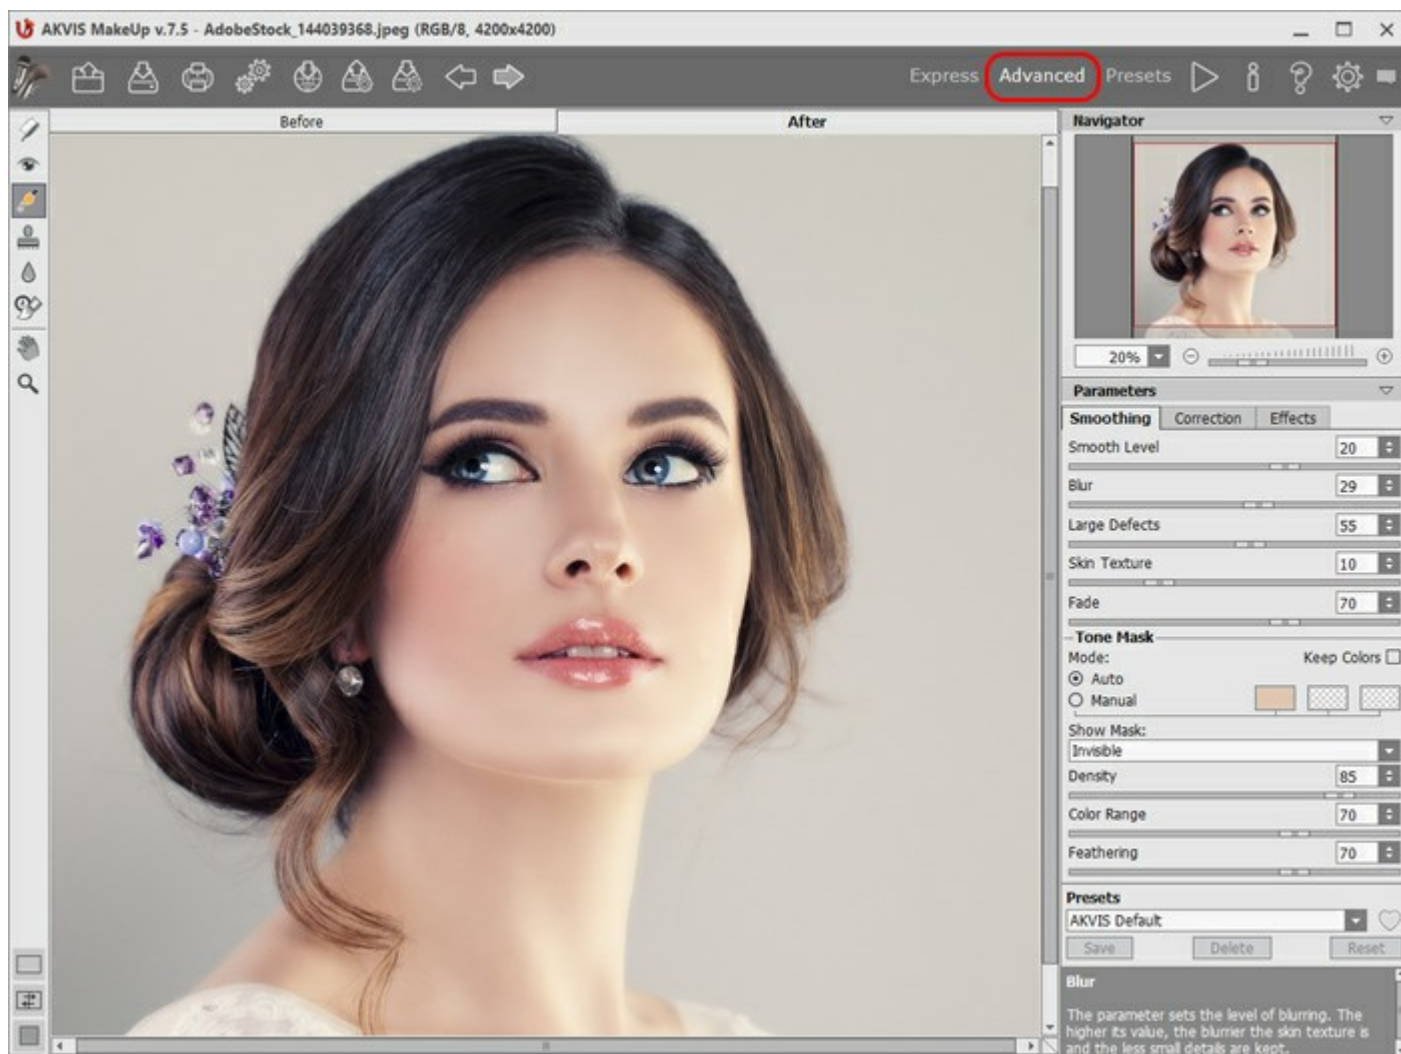 AKVIS MakeUp v.7.5 - AdobeStock_144039368.jpeg (RGB/8, 4200x4200)
Express Advanced Presets
Before After
Navigator
20%
Parameters
Smoothing Correction Effects
Smooth Level 20
Blur 29
Large Defects 55
Skin Texture 10
Fade 70
Tone Mask
Mode: Keep Colors
Auto
Manual
Show Mask:
Invisible
Density 85
Color Range 70
Feathering 70
Presets
AKVIS Default
Save Delete Reset
Blur
The parameter sets the level of blurring. The
higher its value, the blurrier the skin texture is
and the less small details are kept.